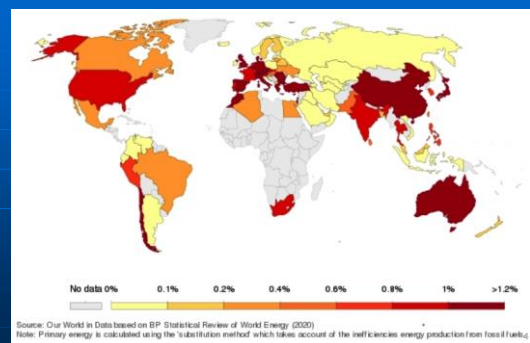 No data 0% 0.1% 0.2% 0.4% 0.6% 0.8% 1% >1.2%
Source: Our World in Data based on BP Statistical Review of World Energy (2020)
Note: Primary energy is calculated using the 'substitution method' which takes account of the inefficiencies energy production from fossil fuels.